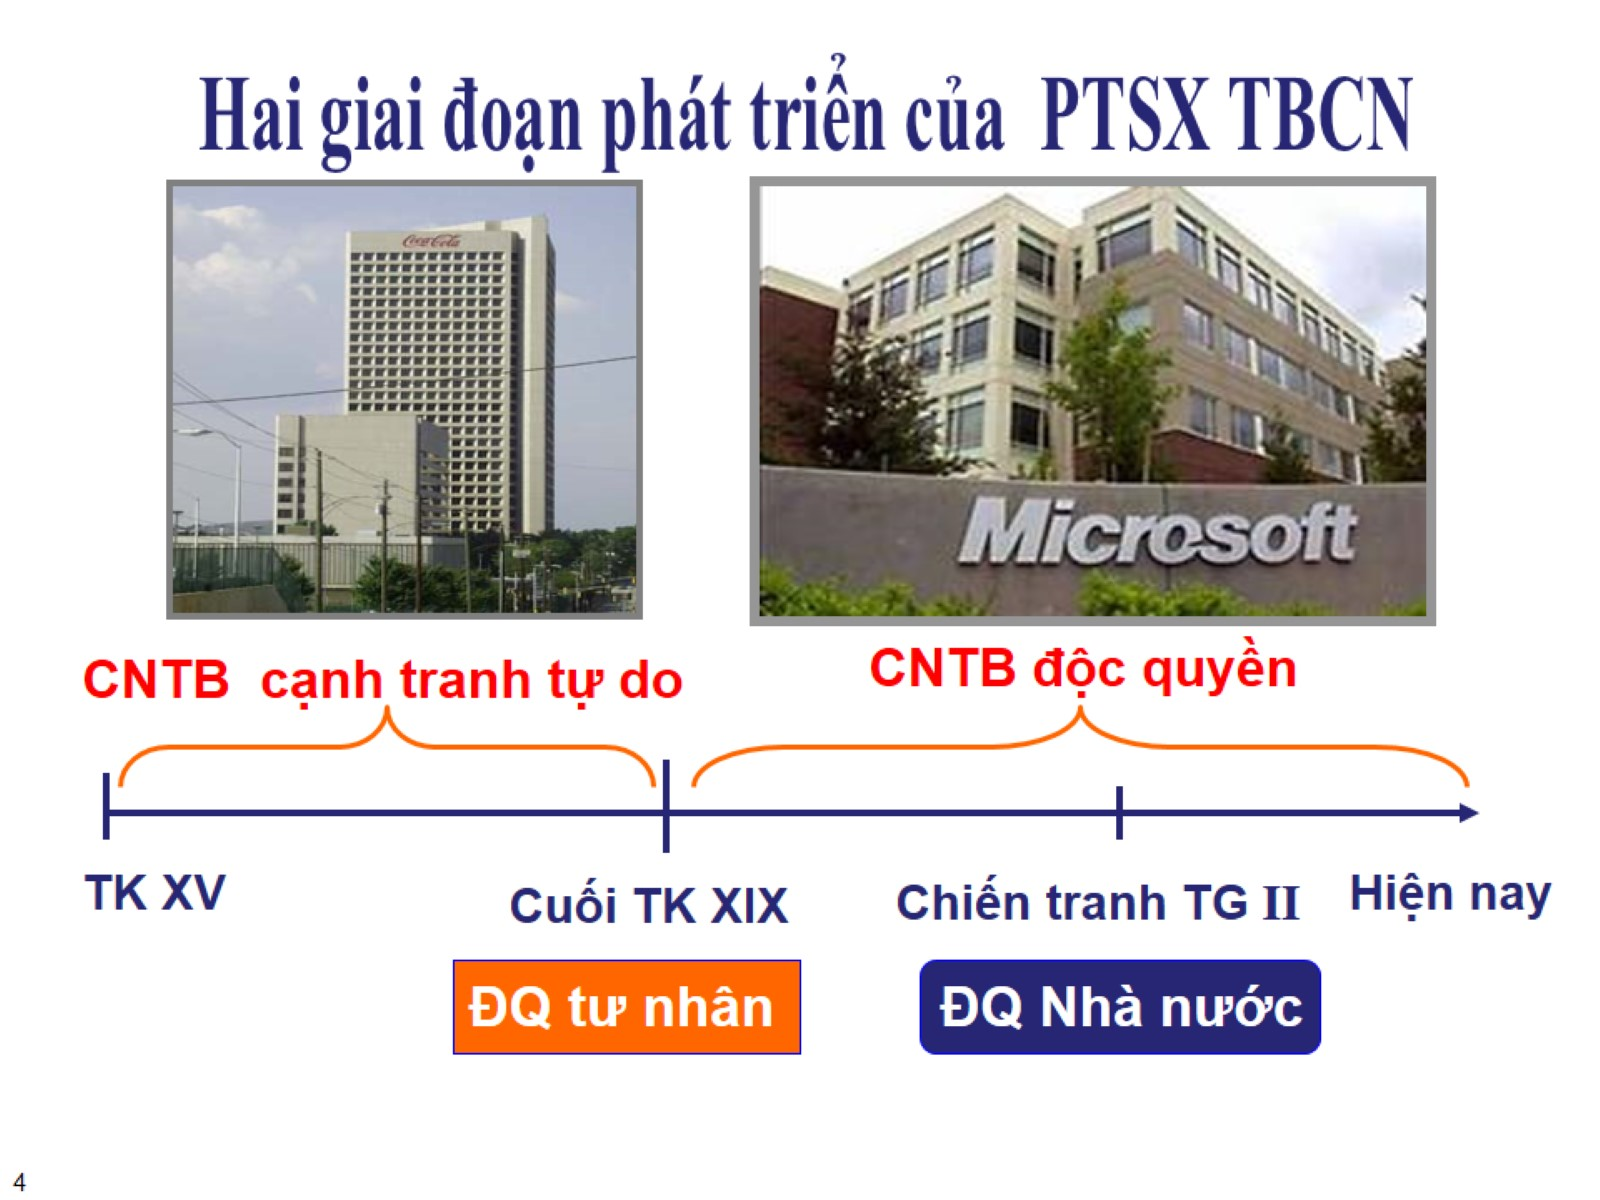 Hai giai đoạn phát triển của PTSX TBCN
Coca-Cola
Microsoft
CNTB cạnh tranh tự do
CNTB độc quyền
TK XV
Cuối TK XIX
Chiến tranh TG II
Hiện nay
ĐQ tư nhân
ĐQ Nhà nước
4